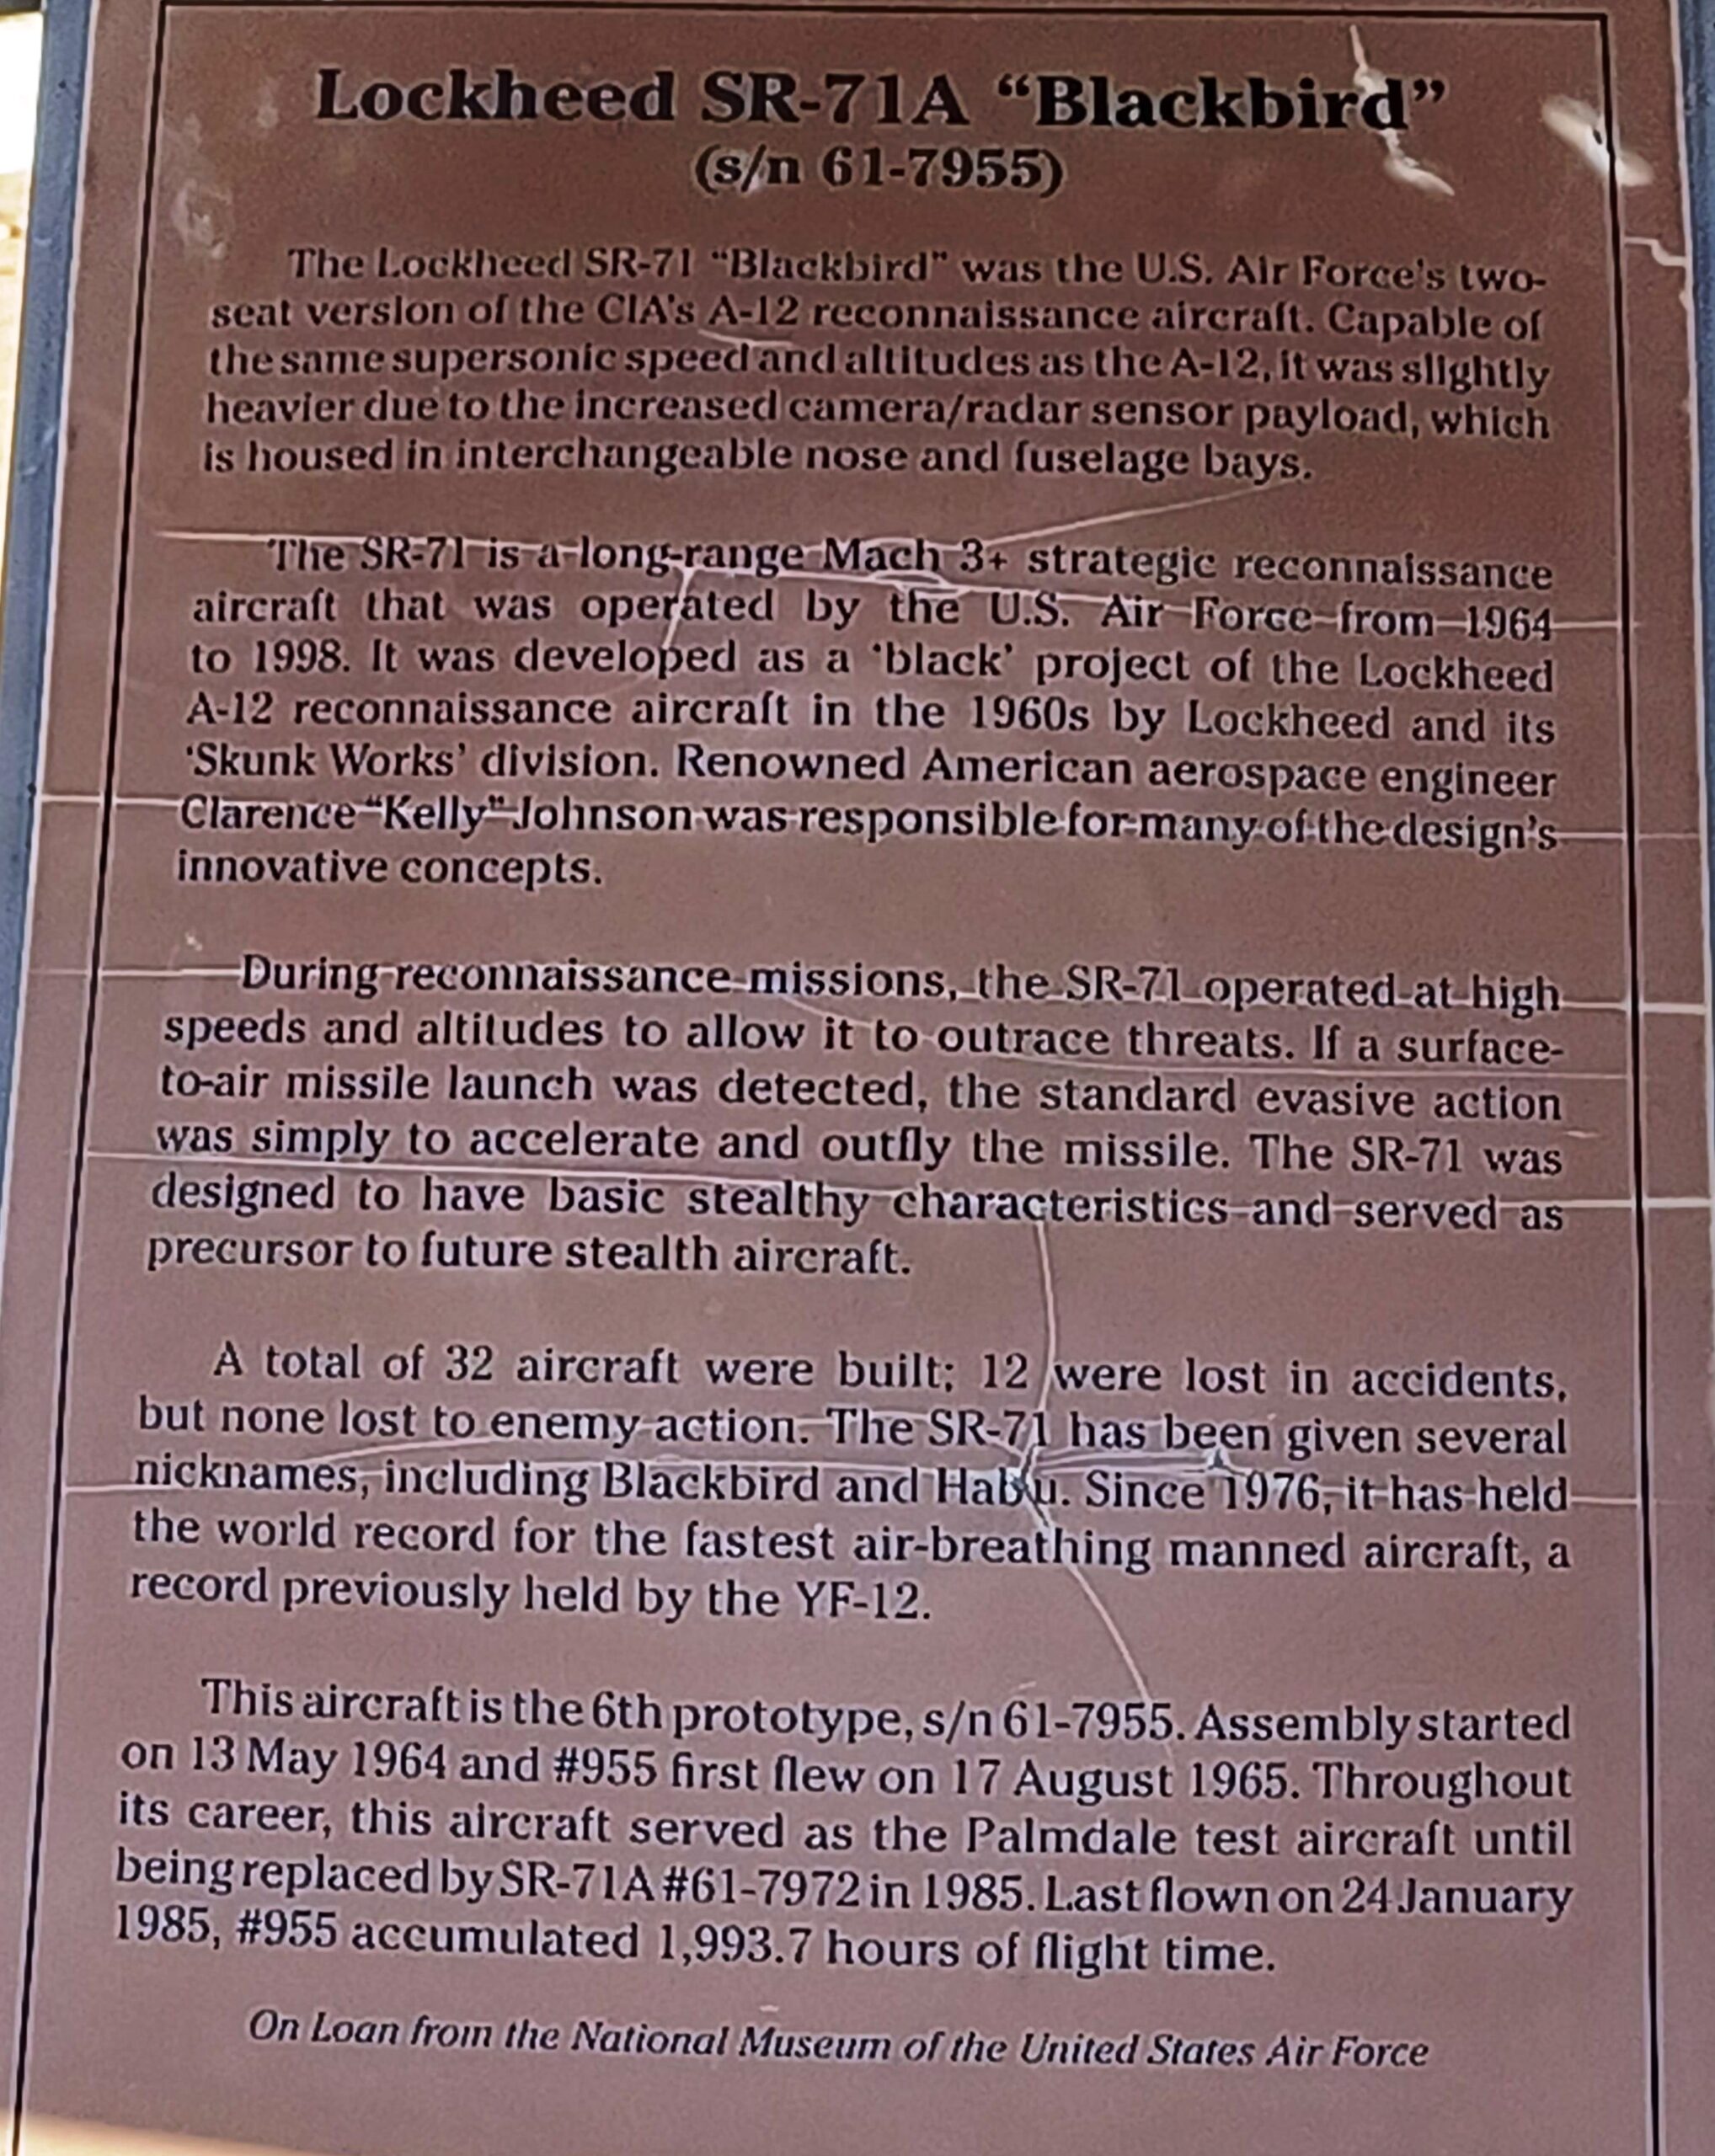 Lockheed SR-71A “Blackbird”
(s/n 61-7955)
The Lockheed SR-71 “Blackbird” was the U.S. Air Force's two-
seat version of the CIA's A-12 reconnaissance aircraft. Capable of
the same supersonic speed and altitudes as the A-12, it was slightly
heavier due to the increased camera/radar sensor payload, which
is housed in interchangeable nose and fuselage bays.
The SR-71 is a long-range Mach 3+ strategic reconnaissance
aircraft that was operated by the U.S. Air Force from 1964
to 1998. It was developed as a ‘black’ project of the Lockheed
A-12 reconnaissance aircraft in the 1960s by Lockheed and its
‘Skunk Works’ division. Renowned American aerospace engineer
Clarence “Kelly” Johnson was responsible for many of the design’s
innovative concepts.
During reconnaissance missions, the SR-71 operated at high
speeds and altitudes to allow it to outrace threats. If a surface-
to-air missile launch was detected, the standard evasive action
was simply to accelerate and outfly the missile. The SR-71 was
designed to have basic stealthy characteristics and served as
precursor to future stealth aircraft.
A total of 32 aircraft were built; 12 were lost in accidents,
but none lost to enemy action. The SR-71 has been given several
nicknames, including Blackbird and Habu. Since 1976, it has held
the world record for the fastest air-breathing manned aircraft, a
record previously held by the YF-12.
This aircraft is the 6th prototype, s/n 61-7955. Assembly started
on 13 May 1964 and #955 first flew on 17 August 1965. Throughout
its career, this aircraft served as the Palmdale test aircraft until
being replaced by SR-71A #61-7972 in 1985. Last flown on 24 January
1985, #955 accumulated 1,993.7 hours of flight time.
On Loan from the National Museum of the United States Air Force